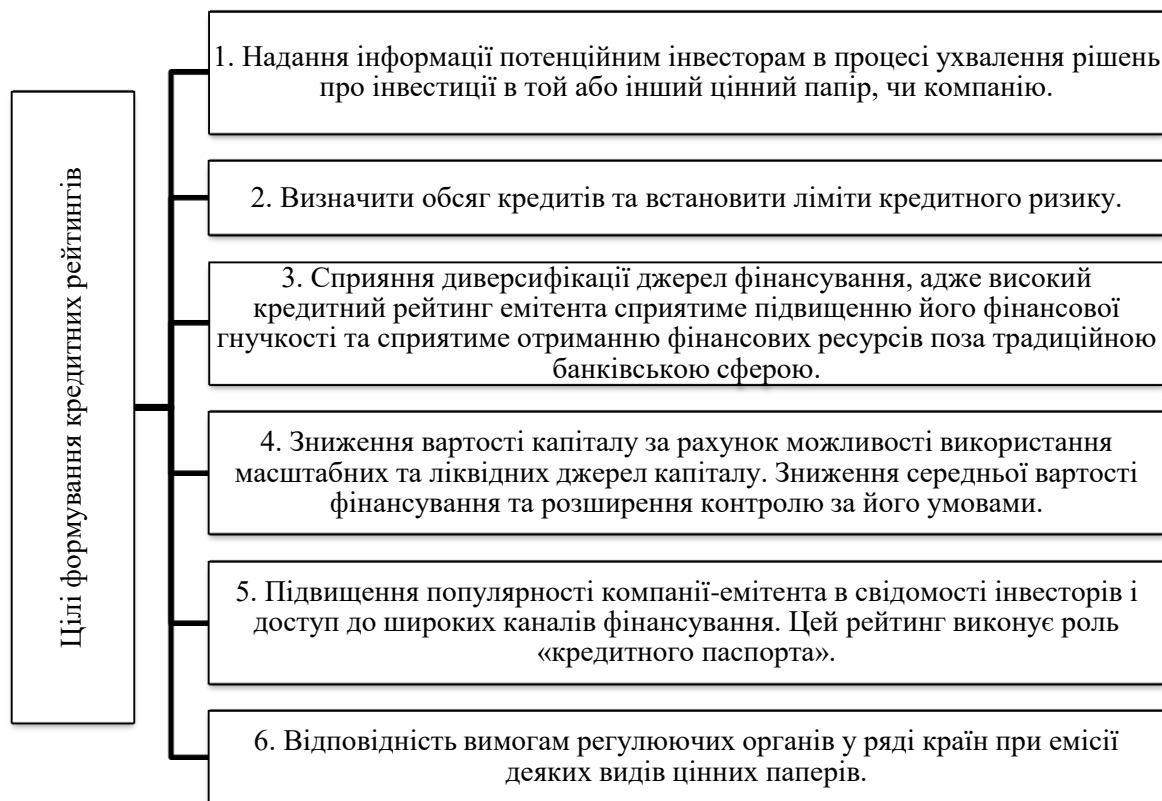 Цілі формування кредитних рейтингів
1. Надання інформації потенційним інвесторам в процесі ухвалення рішень
про інвестиції в той або інший цінний папір, чи компанію.
2. Визначити обсяг кредитів та встановити ліміти кредитного ризику.
3. Сприяння диверсифікації джерел фінансування, адже високий
кредитний рейтинг емітента сприятиме підвищенню його фінансової
гнучкості та сприятиме отриманню фінансових ресурсів поза традиційною
банківською сферою.
4. Зниження вартості капіталу за рахунок можливості використання
масштабних та ліквідних джерел капіталу. Зниження середньої вартості
фінансування та розширення контролю за його умовами.
5. Підвищення популярності компанії-емітента в свідомості інвесторів і
доступ до широких каналів фінансування. Цей рейтинг виконує роль
«кредитного паспорта».
6. Відповідність вимогам регулюючих органів у ряді країн при емісії
деяких видів цінних паперів.